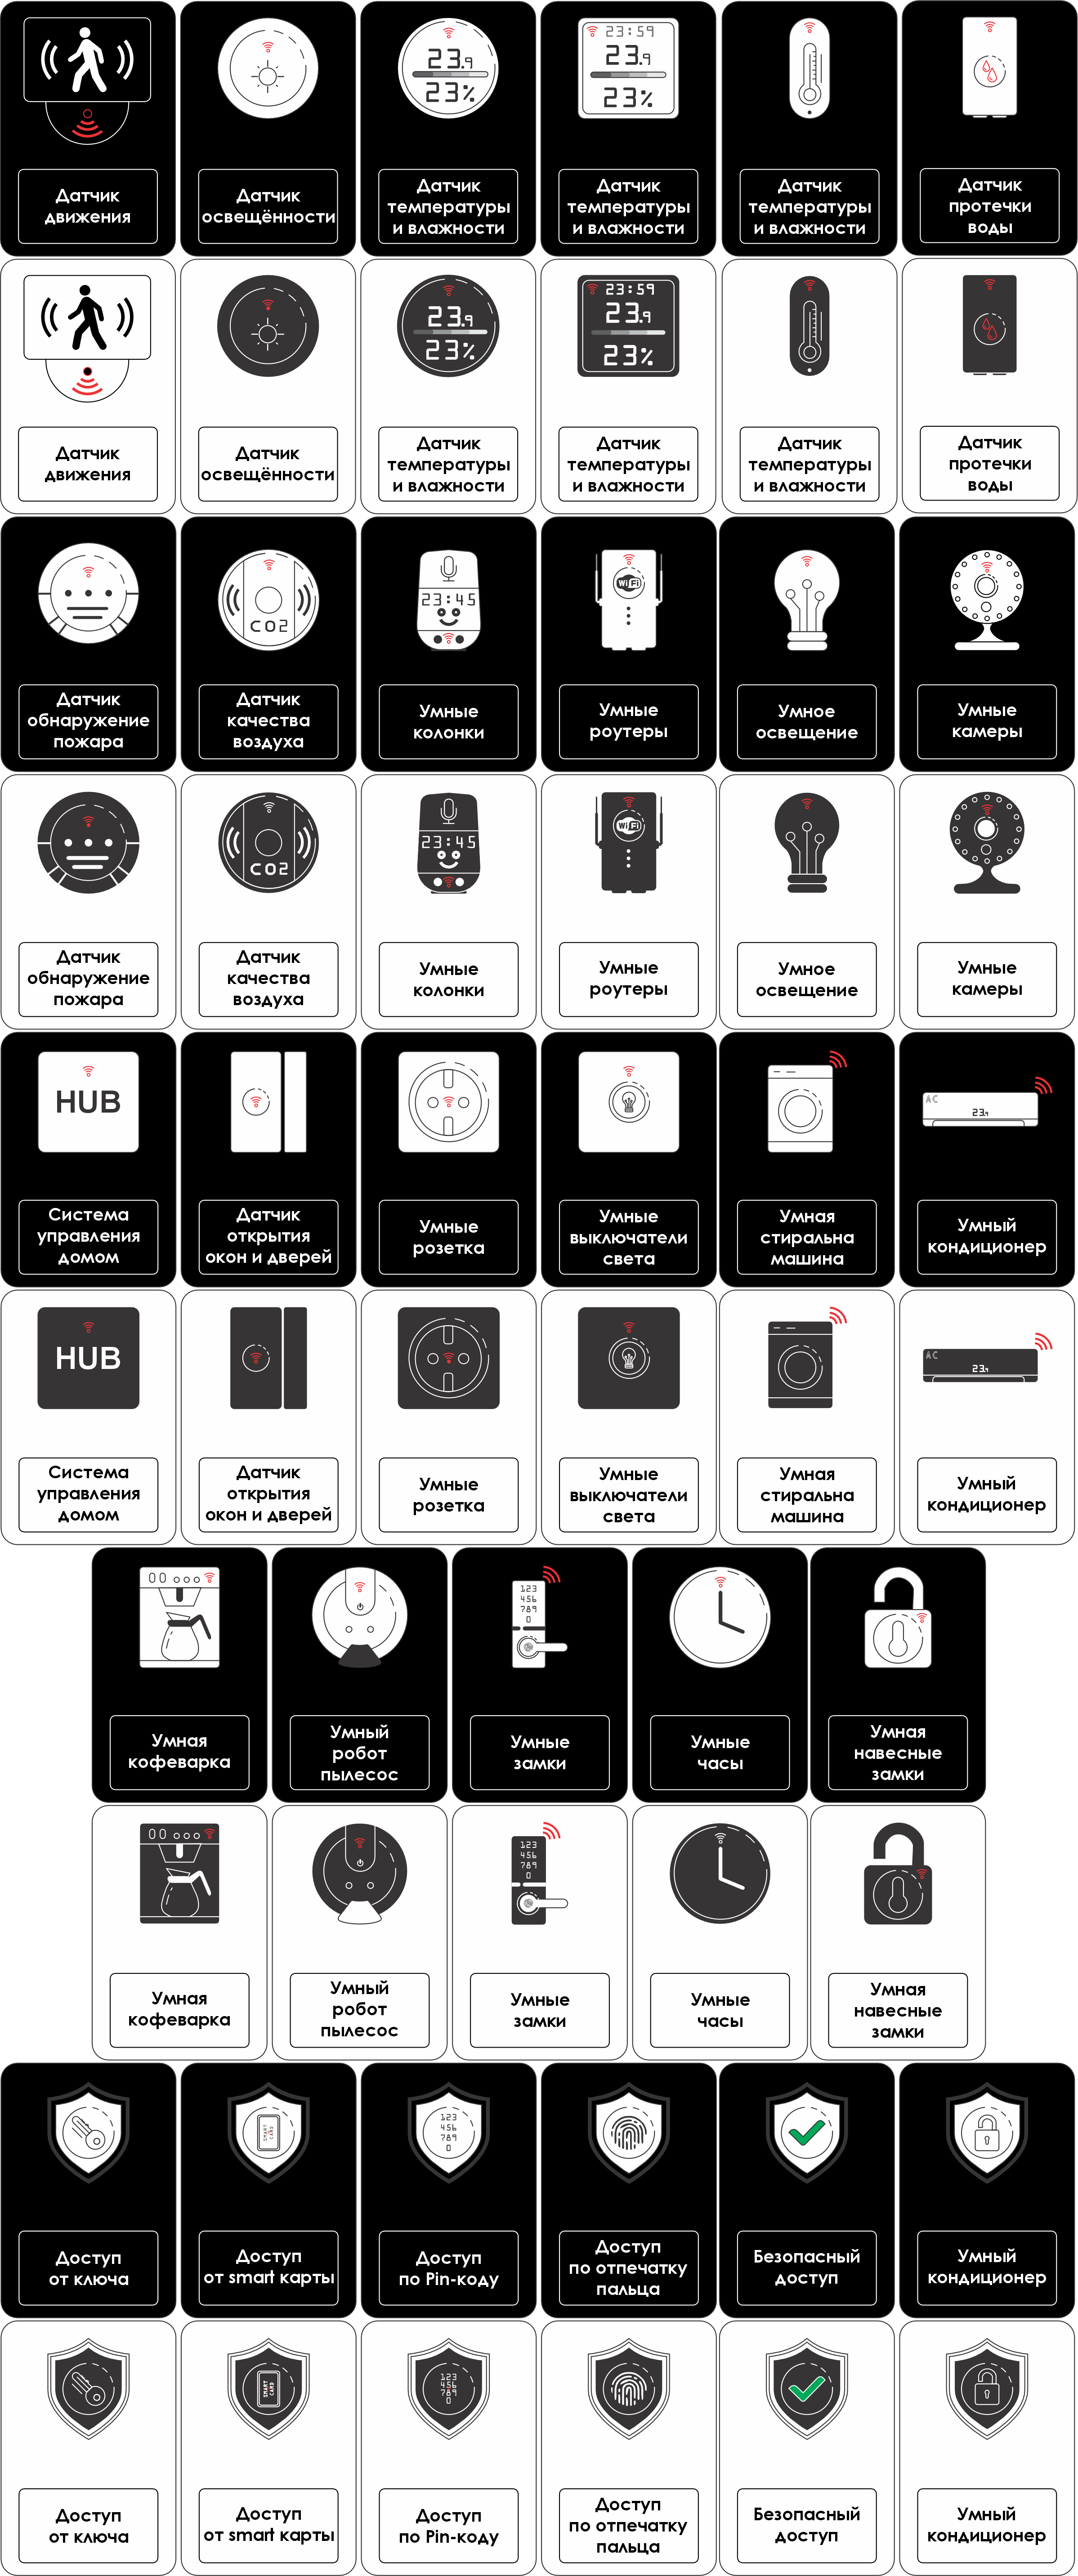 23:59
23.9
23.9
23%
23%
Датчик
движения
Датчик
освещённости
Датчик
температуры
и влажности
Датчик
температуры
и влажности
Датчик
температуры
и влажности
Датчик
протечки
воды
23:59
23.9
23.9
23%
23%
Датчик
движения
Датчик
освещённости
Датчик
температуры
и влажности
Датчик
температуры
и влажности
Датчик
температуры
и влажности
Датчик
протечки
воды
CO2
23:45
WiFi
Датчик
обнаружение
пожара
Датчик
качества
воздуха
Умные
колонки
Умные
роутеры
Умное
освещение
Умные
камеры
CO2
23:45
WiFi
Датчик
обнаружение
пожара
Датчик
качества
воздуха
Умные
колонки
Умные
роутеры
Умное
освещение
Умные
камеры
HUB
AC
23.9
Система
управления
домом
Датчик
открытия
окон и дверей
Умные
розетка
Умные
выключатели
света
Умная
стиральна
машина
Умный
кондиционер
HUB
AC
23.9
Система
управления
домом
Датчик
открытия
окон и дверей
Умные
розетка
Умные
выключатели
света
Умная
стиральна
машина
Умный
кондиционер
00
123
456
789
0
Умная
кофеварка
Умный
робот
пылесос
Умные
замки
Умные
часы
Умная
навесные
замки
00
123
456
789
0
Умная
кофеварка
Умный
робот
пылесос
Умные
замки
Умные
часы
Умная
навесные
замки
SMART
CARD
123
456
789
0
Доступ
от ключа
Доступ
от smart карты
Доступ
по Pin-коду
Доступ
по отпечатку
пальца
Безопасный
доступ
Умный
кондиционер
SMART
CARD
123
456
789
0
Доступ
от ключа
Доступ
от smart карты
Доступ
по Pin-коду
Доступ
по отпечатку
пальца
Безопасный
доступ
Умный
кондиционер